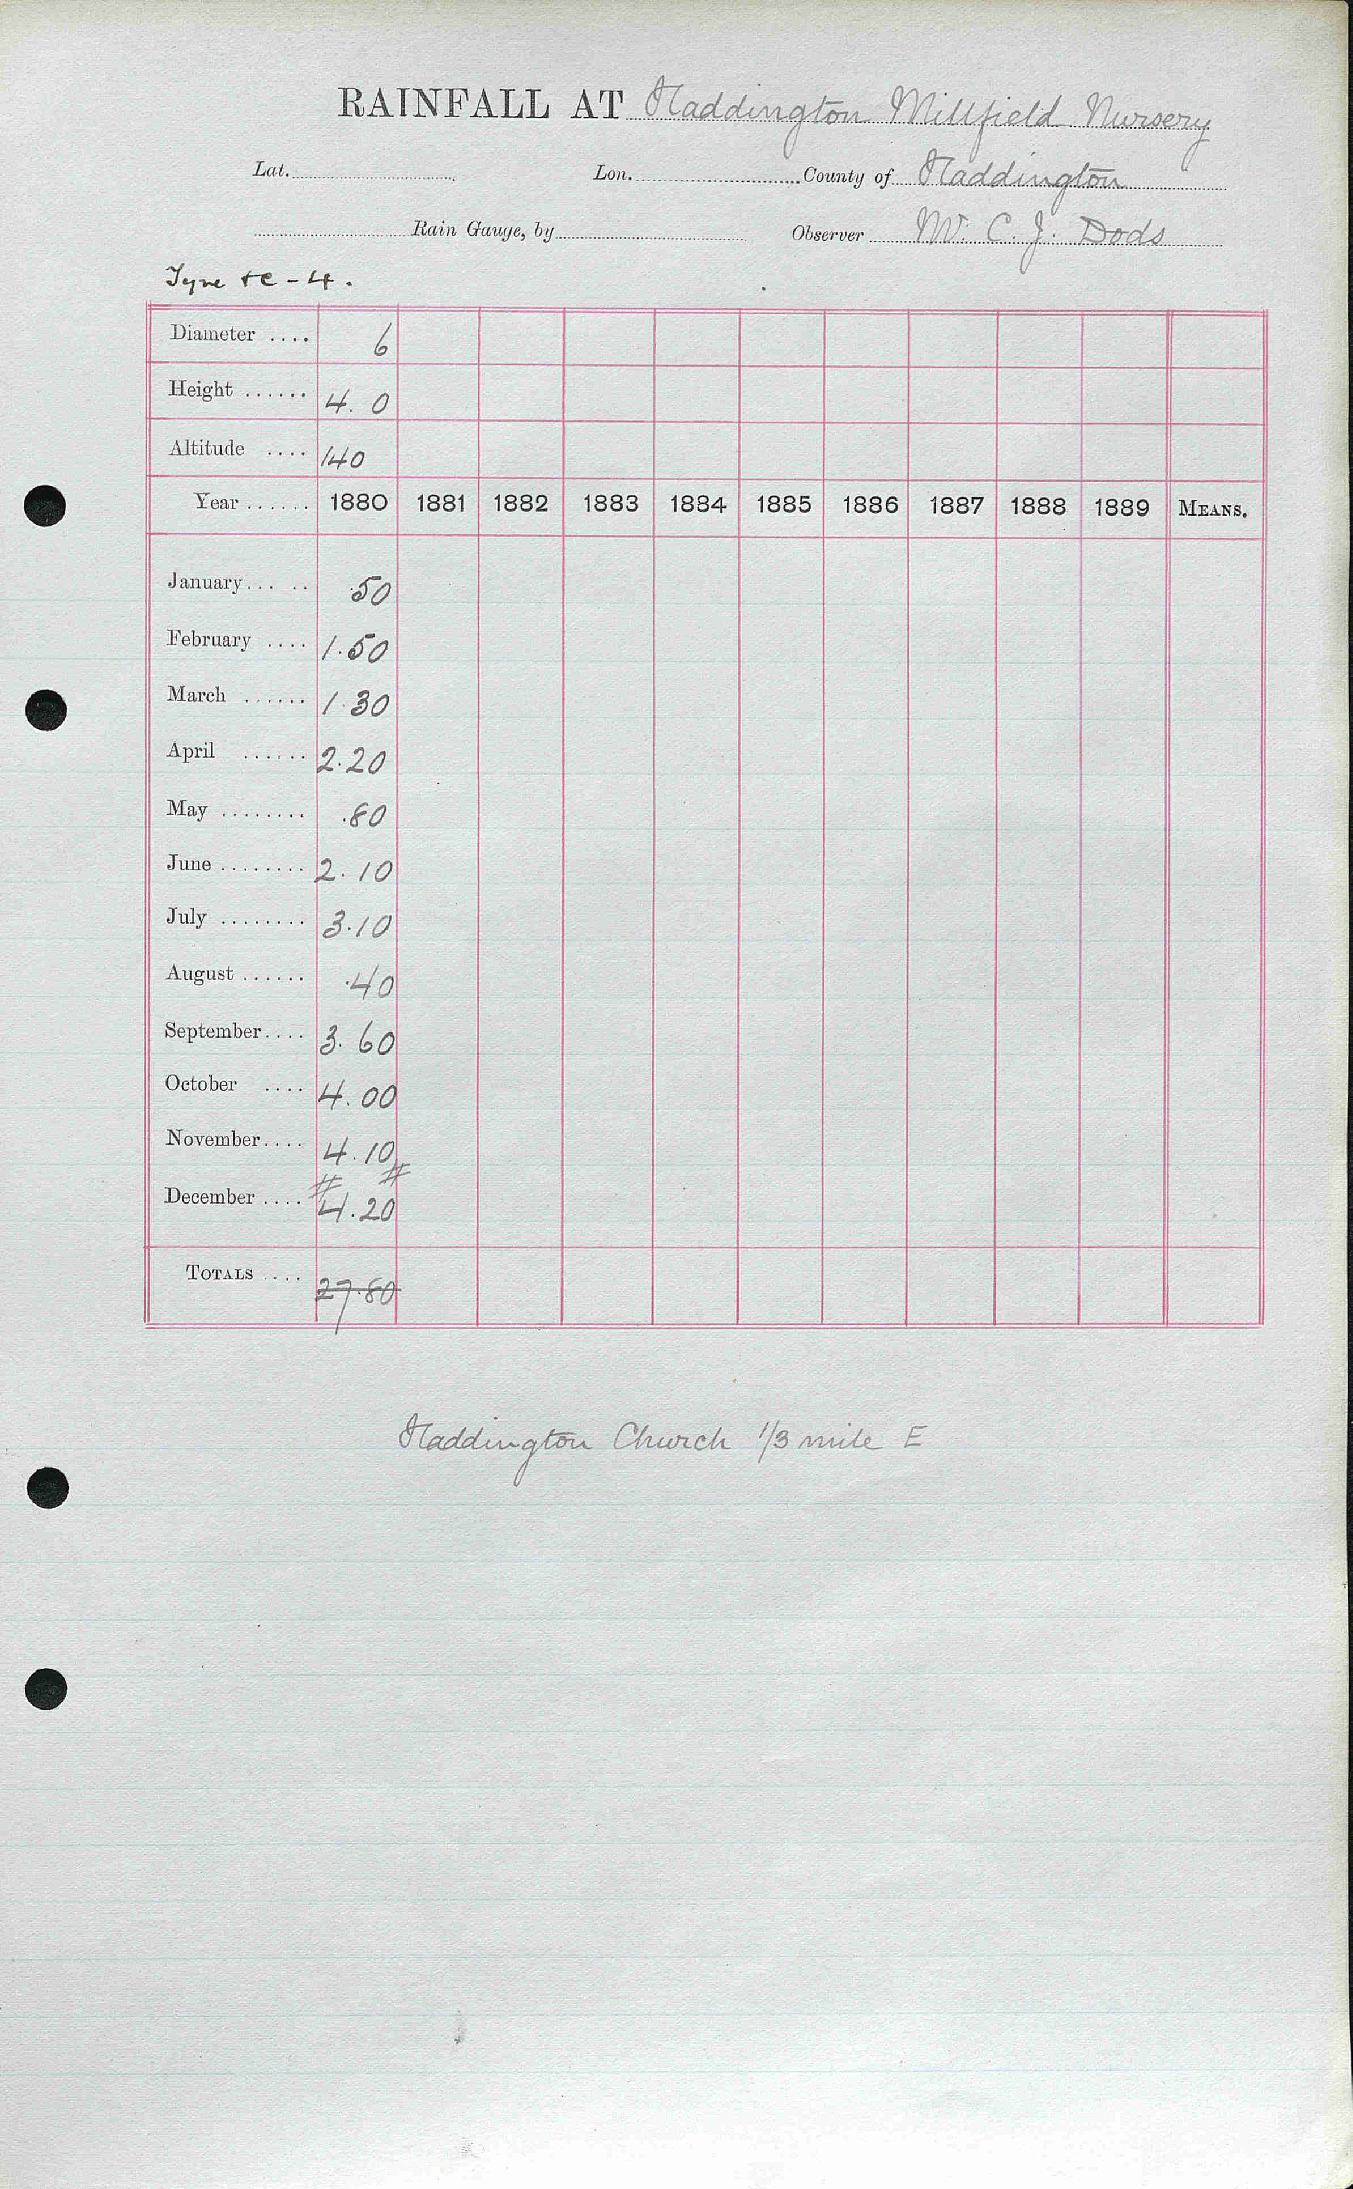 RAINFALL AT Haddington Millfield Nursery
Lat. Lon. County of Haddington
Rain Gauge, by Observer W. C. J. Dods
Tyne &c - 4.
Diameter .... 6
Height ...... 4. 0
Altitude .... 140
Year ...... 1880 1881 1882 1883 1884 1885 1886 1887 1888 1889 MEANS.
January... .. .50
February .... 1.50
March ...... 1.30
April ...... 2.20
May ........ .80
June ........ 2.10
July ........ 3.10
August ...... .40
September.... 3.60
October .... 4.00
November.... 4.10
# #
December .... 4.20
TOTALS .... 27.80
Haddington Church 1/3 mile E